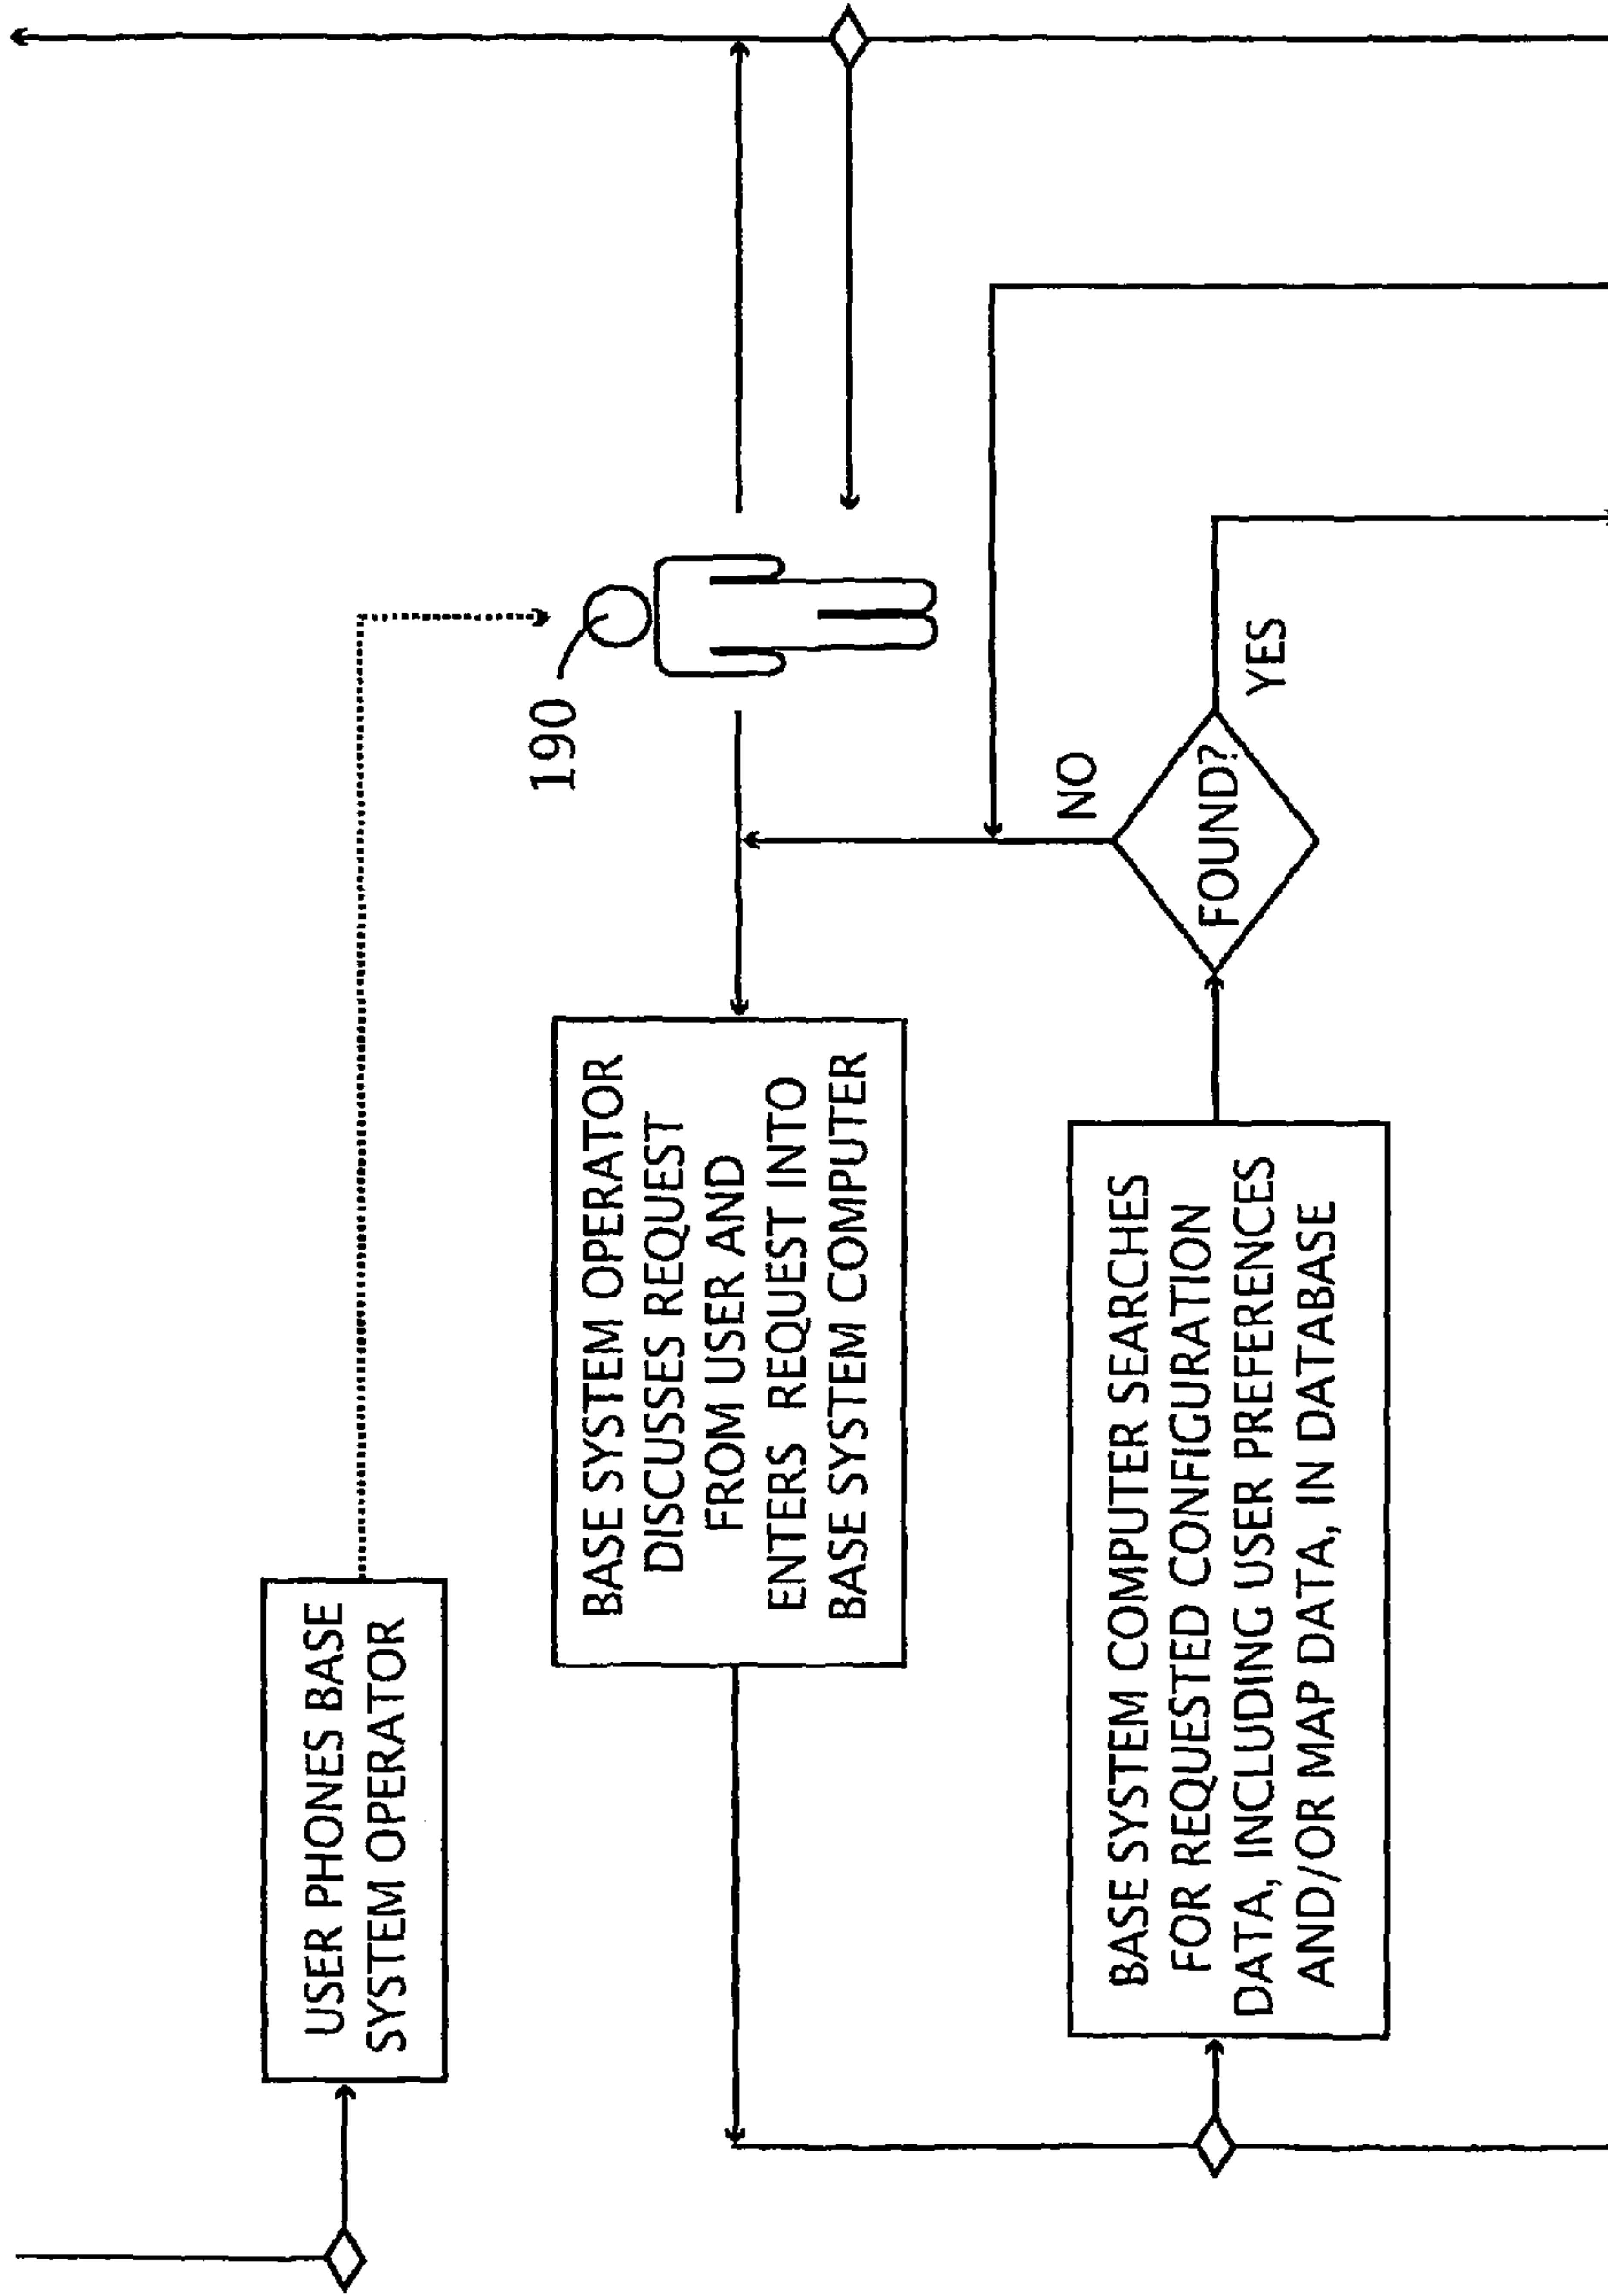 USER PHONES BASE
SYSTEM OPERATOR
190
BASE SYSTEM OPERATOR
DISCUSSES REQUEST
FROM USER AND
ENTERS REQUEST INTO
BASE SYSTEM COMPUTER
BASE SYSTEM COMPUTER SEARCHES
FOR REQUESTED CONFIGURATION
DATA, INCLUDING USER PREFERENCES
AND/OR MAP DATA, IN DATABASE
FOUND?
NO
YES